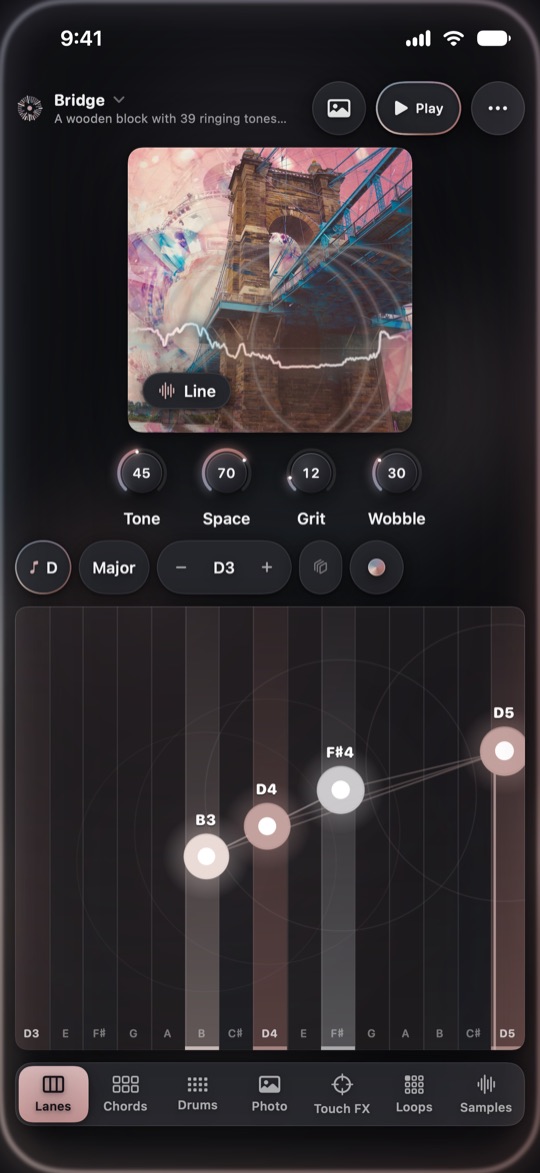 9:41
Bridge
A wooden block with 39 ringing tones...
Play
Line
45
70
12
30
Tone
Space
Grit
Wobble
D
Major
− D3 +
D5
F#4
D4
B3
D3 E F# G A B C# D4 E F# G A B C# D5
Lanes
Chords
Drums
Photo
Touch FX
Loops
Samples